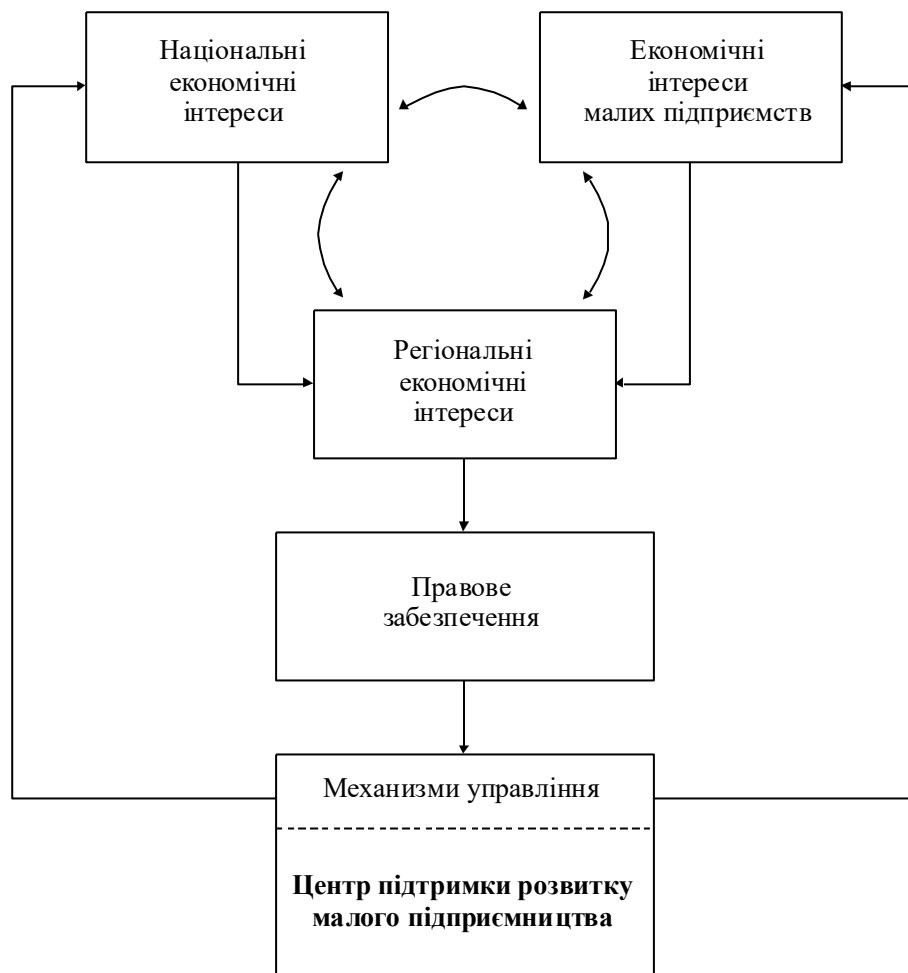 Національні
економічні
інтереси
Економічні
інтереси
малих підприємств
Регіональні
економічні
інтереси
Правове
забезпечення
Механизми управління
Центр підтримки розвитку
малого підприємництва